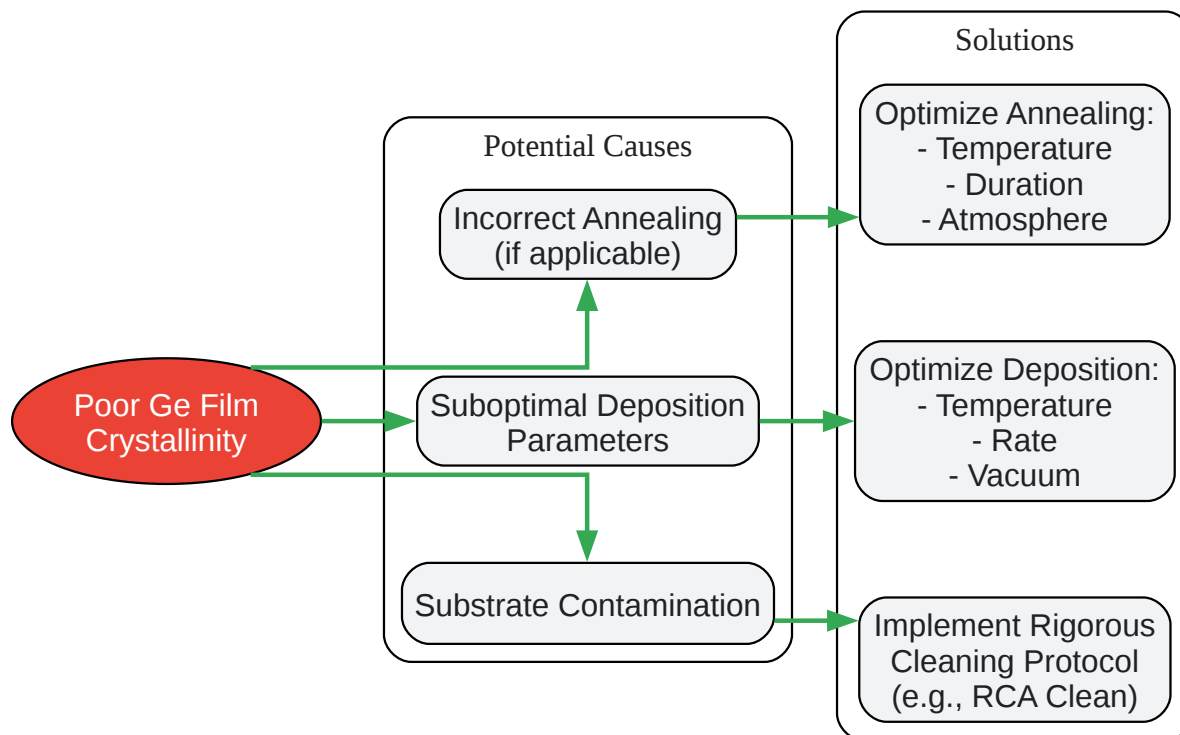 Poor Ge Film
Crystallinity
Potential Causes
Incorrect Annealing
(if applicable)
Suboptimal Deposition
Parameters
Substrate Contamination
Solutions
Optimize Annealing:
- Temperature
- Duration
- Atmosphere
Optimize Deposition:
- Temperature
- Rate
- Vacuum
Implement Rigorous
Cleaning Protocol
(e.g., RCA Clean)